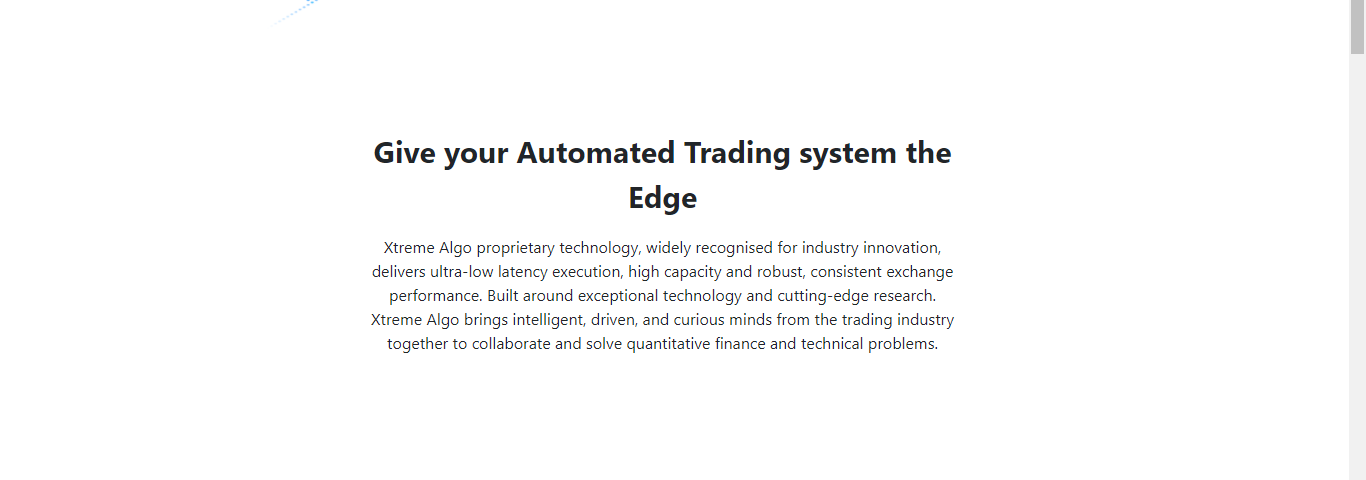 Give your Automated Trading system the
Edge
Xtreme Algo proprietary technology, widely recognised for industry innovation,
delivers ultra-low latency execution, high capacity and robust, consistent exchange
performance. Built around exceptional technology and cutting-edge research.
Xtreme Algo brings intelligent, driven, and curious minds from the trading industry
together to collaborate and solve quantitative finance and technical problems.